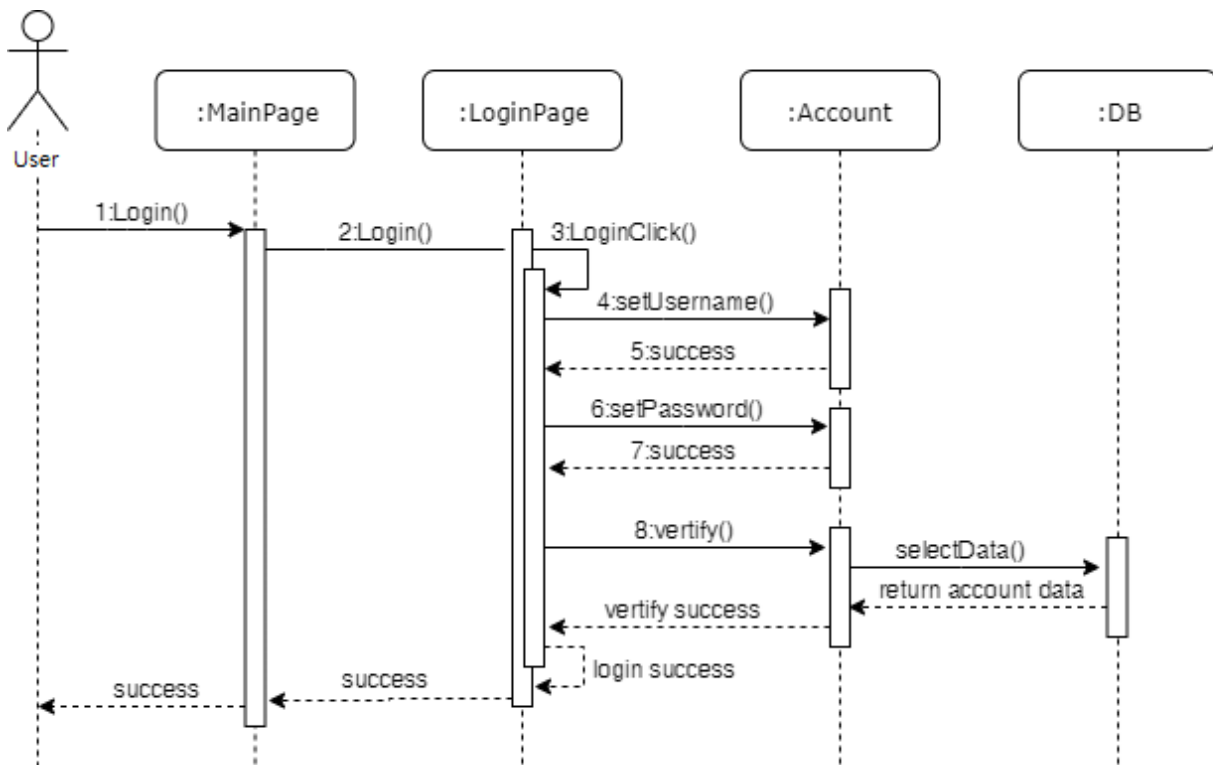 :MainPage
:LoginPage
:Account
:DB
User
1:Login()
2:Login()
3:LoginClick()
4:setUsername()
5:success
6:setPassword()
7:success
8:vertify()
selectData()
return account data
vertify success
login success
success
success